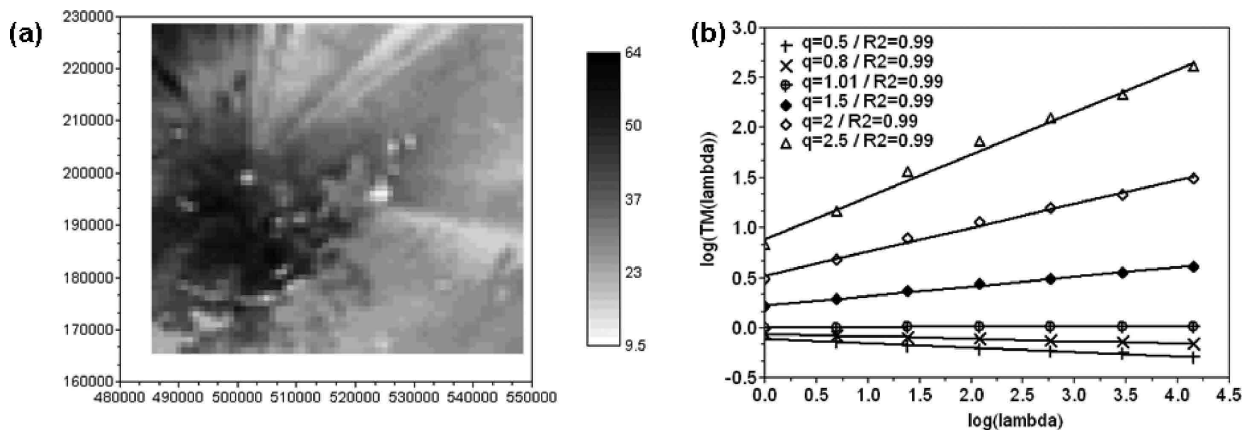 (a)
230000
220000
210000
200000
190000
180000
170000
160000
480000 490000 500000 510000 520000 530000 540000 550000
64
50
37
23
9.5
(b)
log(TM(lambda))
3.0
2.5
2.0
1.5
1.0
0.5
0.0
-0.5
q=0.5 / R2=0.99
q=0.8 / R2=0.99
q=1.01 / R2=0.99
q=1.5 / R2=0.99
q=2 / R2=0.99
q=2.5 / R2=0.99
0.0 0.5 1.0 1.5 2.0 2.5 3.0 3.5 4.0 4.5
log(lambda)